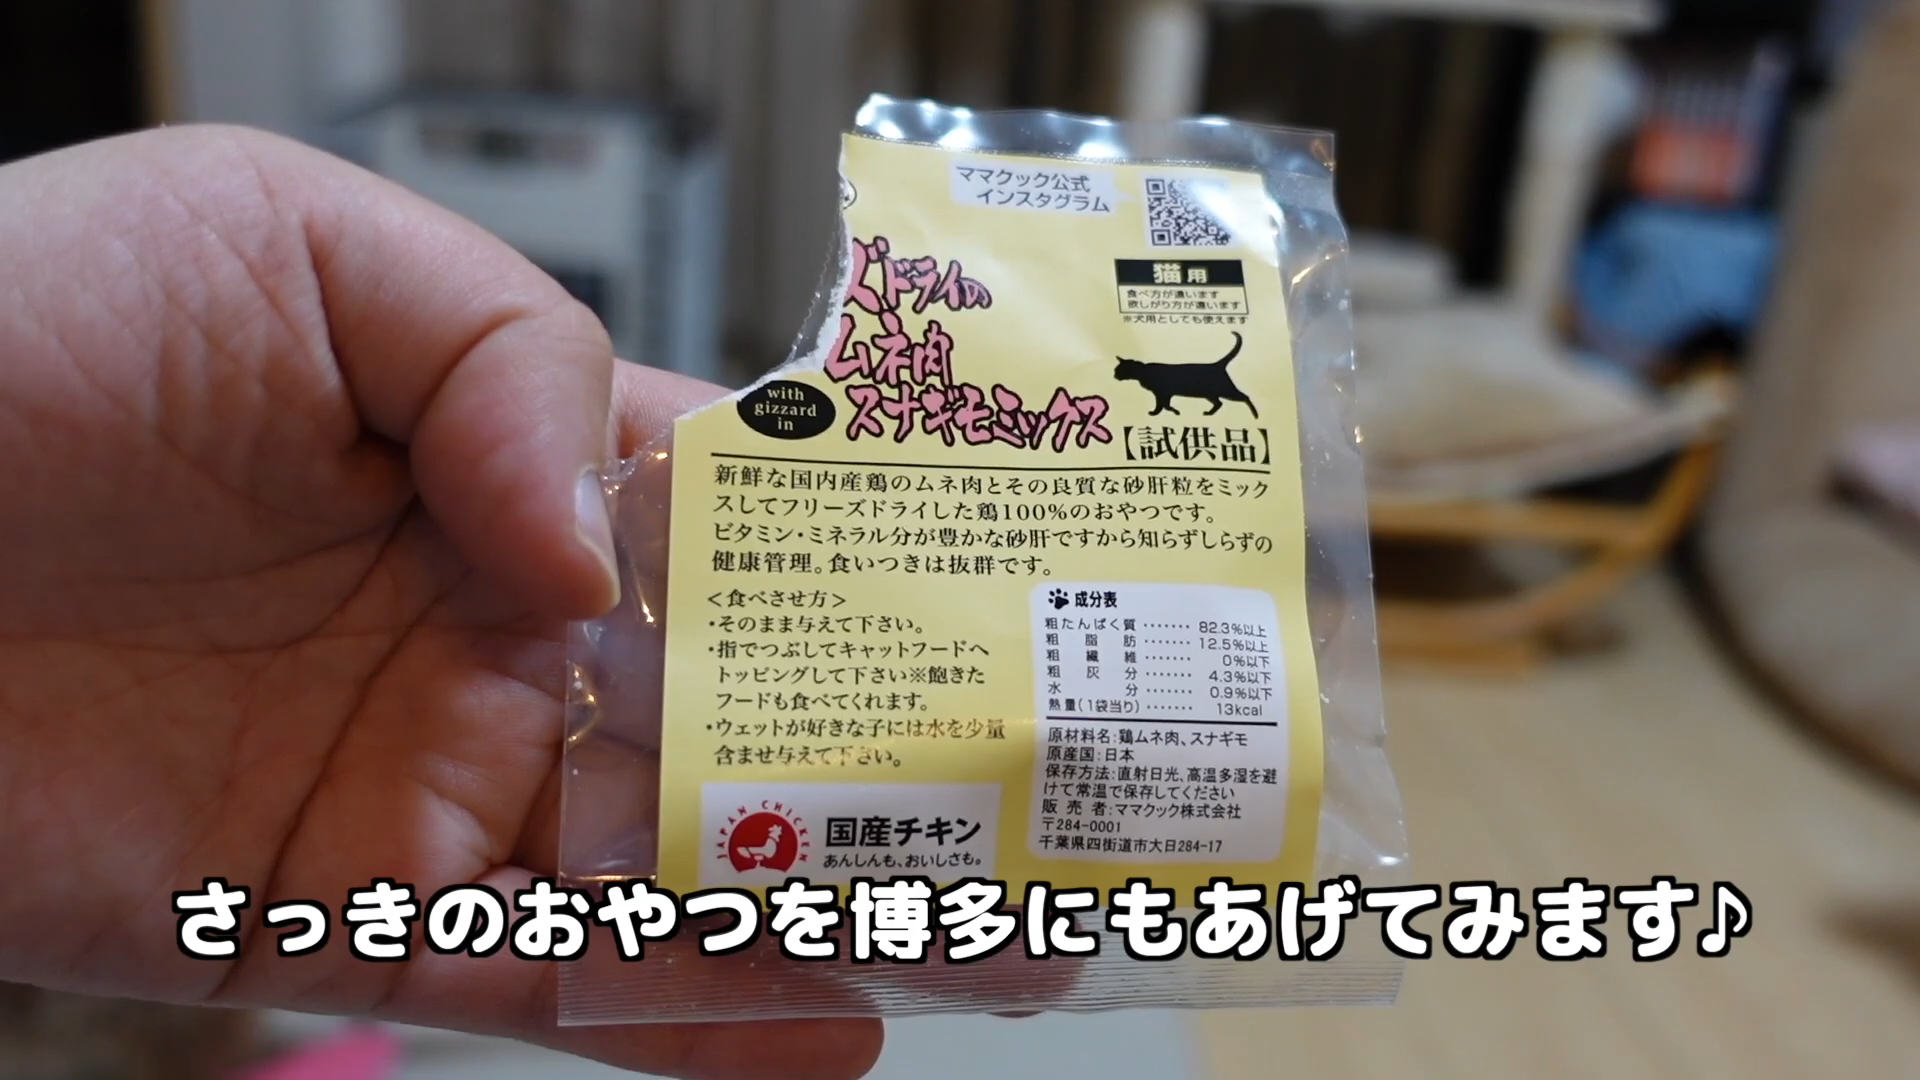 ママクック公式
インスタグラム
猫用
食べ方が違います
欲しがり方が違います
※犬用としても使えます
ズドライの
ムネ肉
スナギモミックス
with
gizzard
in
【試供品】
新鮮な国内産鶏のムネ肉とその良質な砂肝粒をミック
スしてフリーズドライした鶏100%のおやつです。
ビタミン・ミネラル分が豊かな砂肝ですから知らずしらずの
健康管理。食いつきは抜群です。
<食べさせ方>
・そのまま与えて下さい。
・指でつぶしてキャットフードへ
トッピングして下さい※飽きた
フードも食べてくれます。
・ウェットが好きな子には水を少量
含ませ与えて下さい。
成分表
粗たんぱく質 ······· 82.3%以上
粗脂肪 ······· 12.5%以上
粗繊維 ······· 0%以下
粗灰分 ······· 4.3%以下
水分 ······· 0.9%以下
熱量(1袋当り) ······· 13kcal
原材料名:鶏ムネ肉、スナギモ
原産国:日本
保存方法:直射日光、高温多湿を避
けて常温で保存してください
販売者:ママクック株式会社
〒284-0001
千葉県四街道市大日284-17
JAPAN CHICKEN
国産チキン
あんしんも、おいしさも。
さっきのおやつを博多にもあげてみます♪